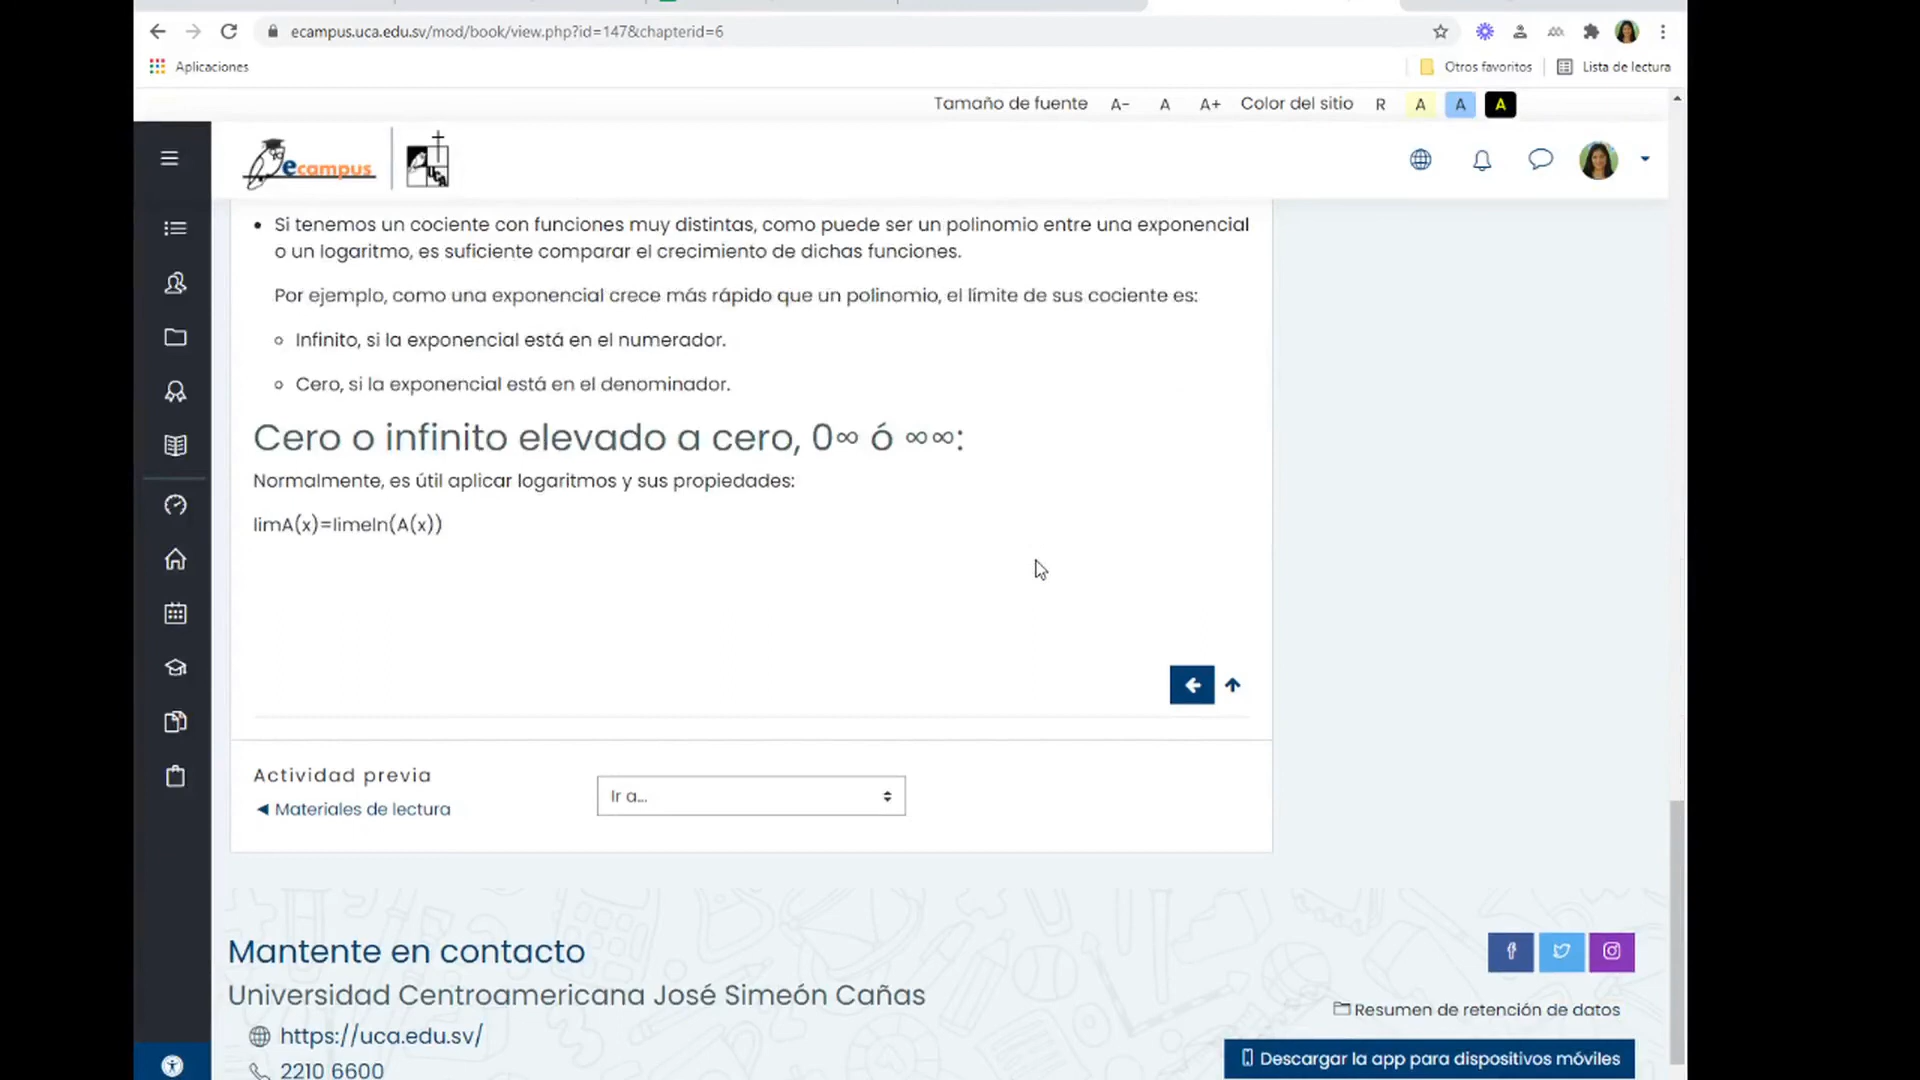 ecampus.uca.edu.sv/mod/book/view.php?id=147&chapterid=6
Aplicaciones
Otros favoritos
Lista de lectura
Tamaño de fuente A- A A+ Color del sitio R A A A
ecampus
UCA
• Si tenemos un cociente con funciones muy distintas, como puede ser un polinomio entre una exponencial
o un logaritmo, es suficiente comparar el crecimiento de dichas funciones.
Por ejemplo, como una exponencial crece más rápido que un polinomio, el límite de sus cociente es:
◦ Infinito, si la exponencial está en el numerador.
◦ Cero, si la exponencial está en el denominador.
Cero o infinito elevado a cero, 0∞ ó ∞∞:
Normalmente, es útil aplicar logaritmos y sus propiedades:
limA(x)=limeln(A(x))
Actividad previa
◄ Materiales de lectura
Ir a...
Mantente en contacto
Universidad Centroamericana José Simeón Cañas
https://uca.edu.sv/
2210 6600
Resumen de retención de datos
Descargar la app para dispositivos móviles